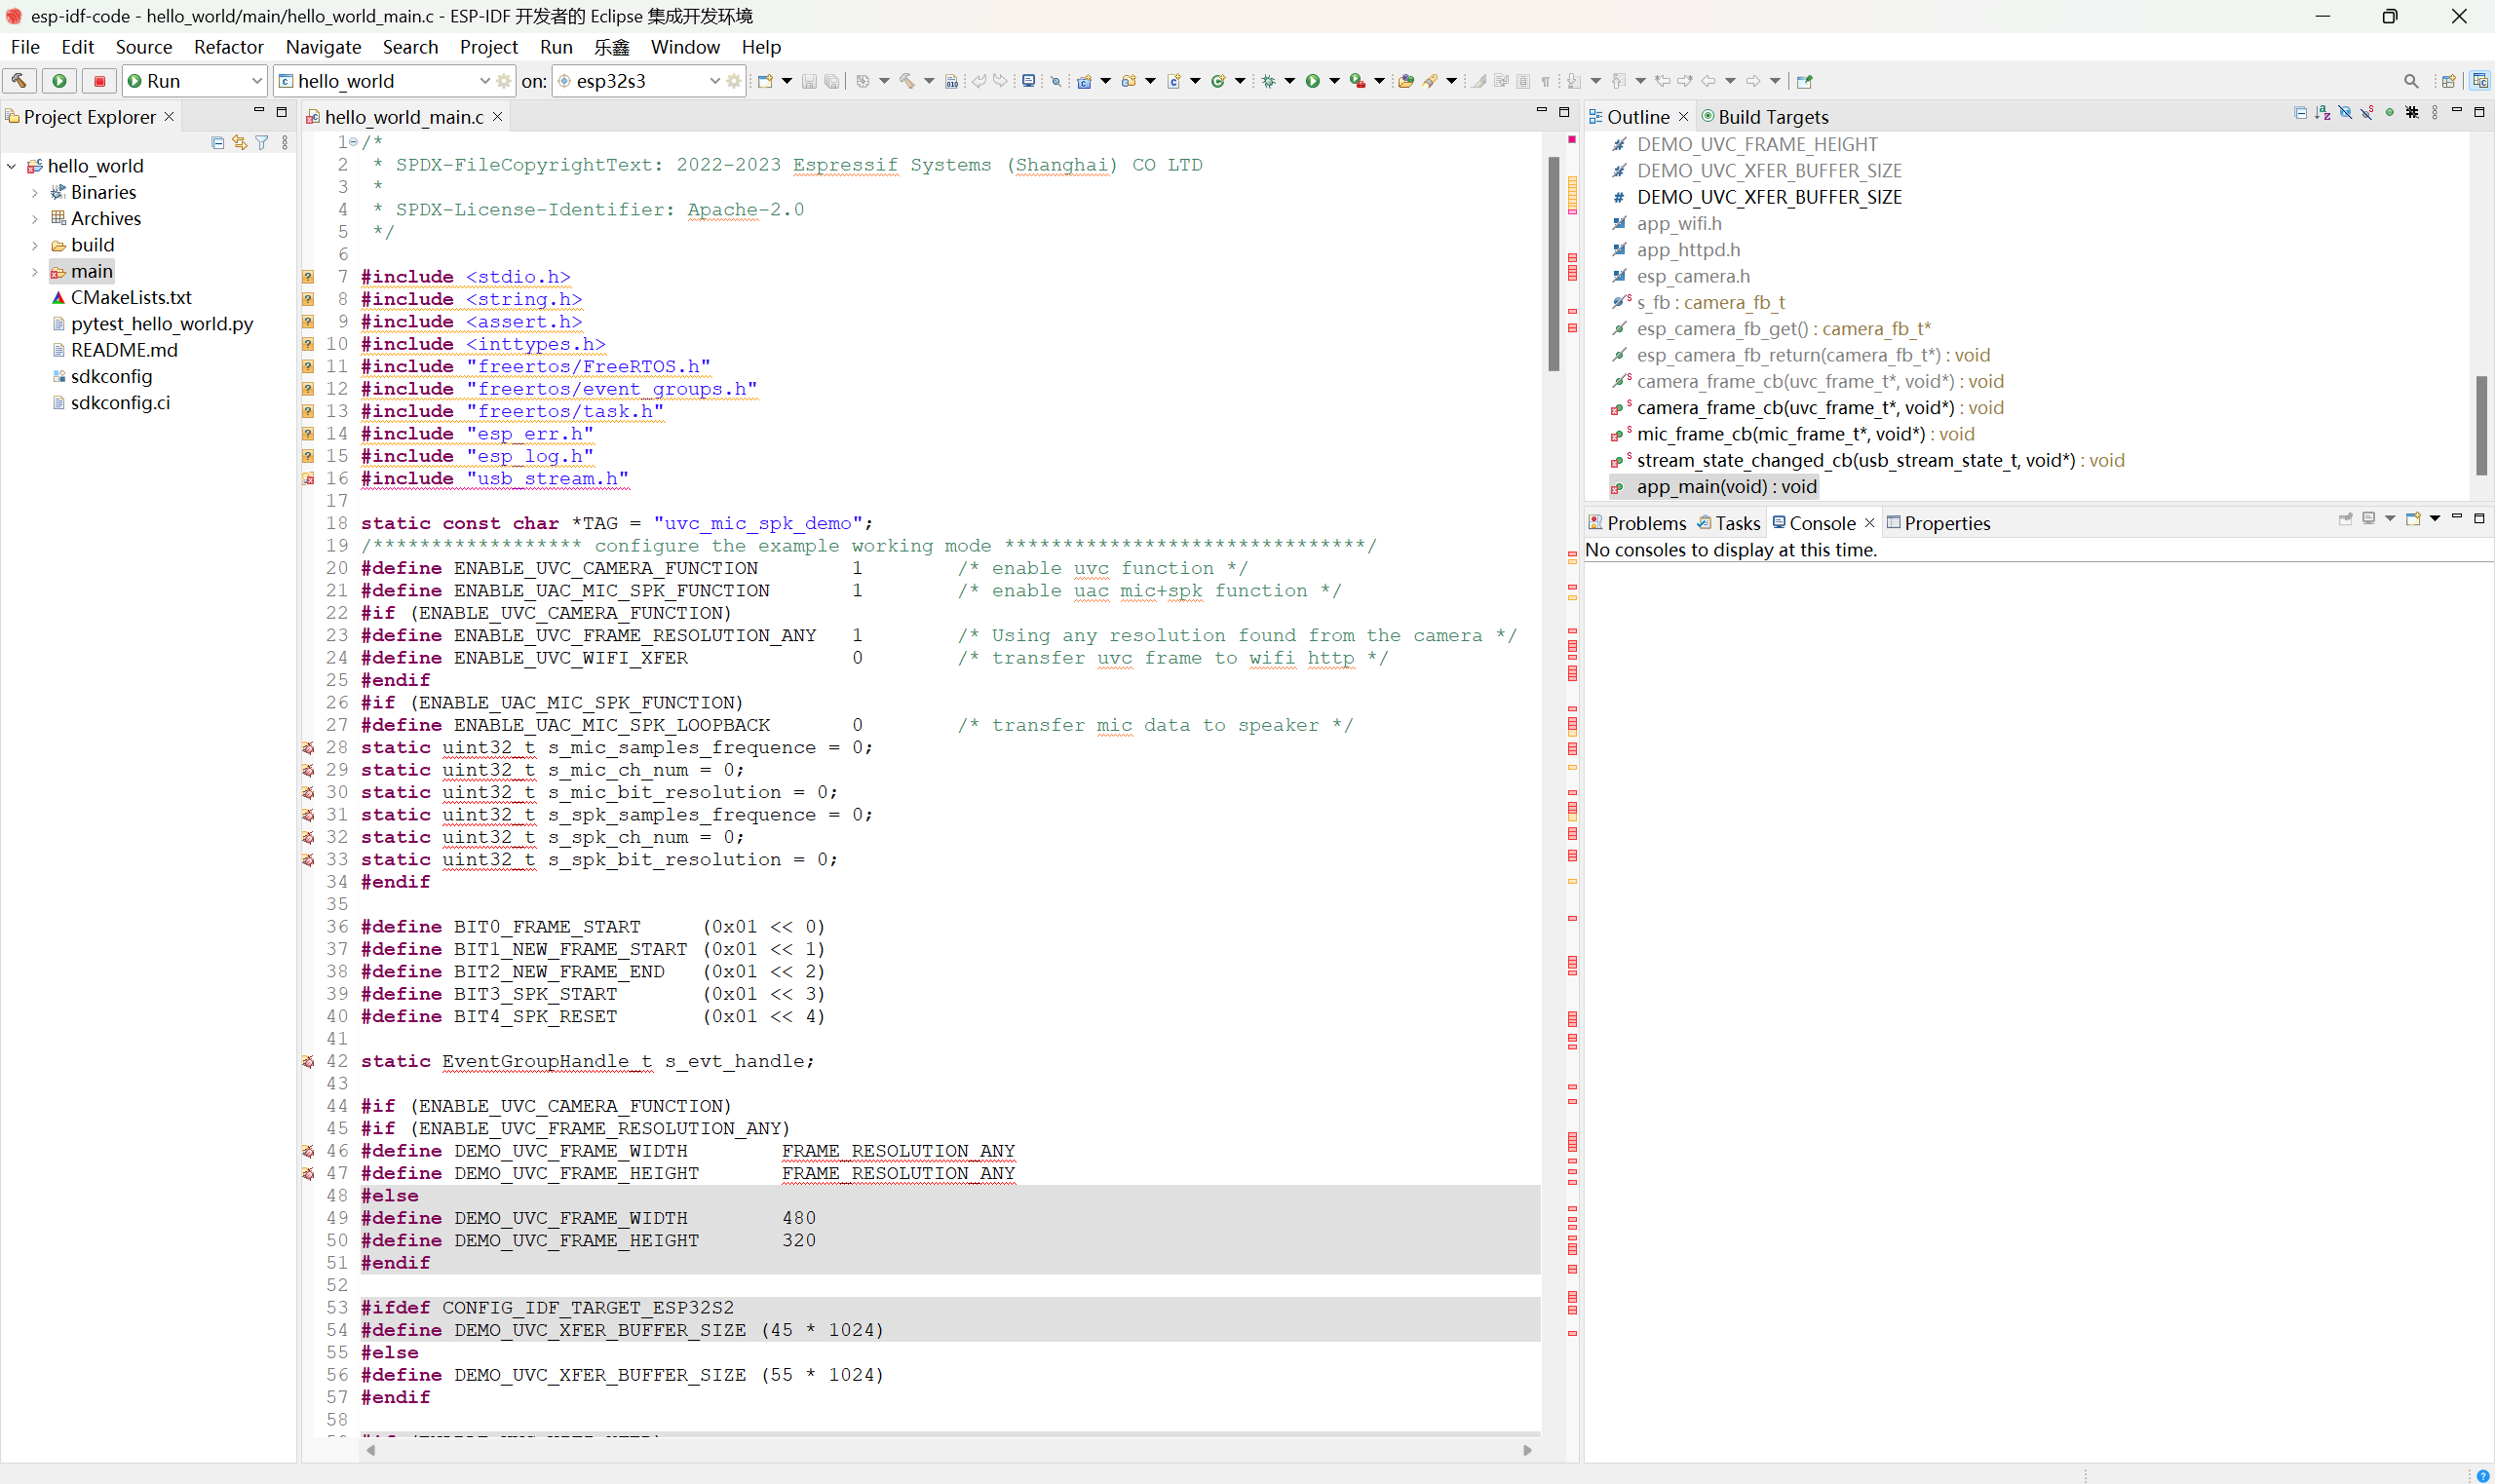 esp-idf-code - hello_world/main/hello_world_main.c - ESP-IDF 开发者的 Eclipse 集成开发环境
File Edit Source Refactor Navigate Search Project Run 乐鑫 Window Help
Run hello_world on: esp32s3
Project Explorer
hello_world
Binaries
Archives
build
main
CMakeLists.txt
pytest_hello_world.py
README.md
sdkconfig
sdkconfig.ci
hello_world_main.c
1 /*
2 * SPDX-FileCopyrightText: 2022-2023 Espressif Systems (Shanghai) CO LTD
3 *
4 * SPDX-License-Identifier: Apache-2.0
5 */
6
7 #include <stdio.h>
8 #include <string.h>
9 #include <assert.h>
10 #include <inttypes.h>
11 #include "freertos/FreeRTOS.h"
12 #include "freertos/event_groups.h"
13 #include "freertos/task.h"
14 #include "esp_err.h"
15 #include "esp_log.h"
16 #include "usb_stream.h"
17
18 static const char *TAG = "uvc_mic_spk_demo";
19 /****************** configure the example working mode *******************************/
20 #define ENABLE_UVC_CAMERA_FUNCTION 1 /* enable uvc function */
21 #define ENABLE_UAC_MIC_SPK_FUNCTION 1 /* enable uac mic+spk function */
22 #if (ENABLE_UVC_CAMERA_FUNCTION)
23 #define ENABLE_UVC_FRAME_RESOLUTION_ANY 1 /* Using any resolution found from the camera */
24 #define ENABLE_UVC_WIFI_XFER 0 /* transfer uvc frame to wifi http */
25 #endif
26 #if (ENABLE_UAC_MIC_SPK_FUNCTION)
27 #define ENABLE_UAC_MIC_SPK_LOOPBACK 0 /* transfer mic data to speaker */
28 static uint32_t s_mic_samples_frequence = 0;
29 static uint32_t s_mic_ch_num = 0;
30 static uint32_t s_mic_bit_resolution = 0;
31 static uint32_t s_spk_samples_frequence = 0;
32 static uint32_t s_spk_ch_num = 0;
33 static uint32_t s_spk_bit_resolution = 0;
34 #endif
35
36 #define BIT0_FRAME_START (0x01 << 0)
37 #define BIT1_NEW_FRAME_START (0x01 << 1)
38 #define BIT2_NEW_FRAME_END (0x01 << 2)
39 #define BIT3_SPK_START (0x01 << 3)
40 #define BIT4_SPK_RESET (0x01 << 4)
41
42 static EventGroupHandle_t s_evt_handle;
43
44 #if (ENABLE_UVC_CAMERA_FUNCTION)
45 #if (ENABLE_UVC_FRAME_RESOLUTION_ANY)
46 #define DEMO_UVC_FRAME_WIDTH FRAME_RESOLUTION_ANY
47 #define DEMO_UVC_FRAME_HEIGHT FRAME_RESOLUTION_ANY
48 #else
49 #define DEMO_UVC_FRAME_WIDTH 480
50 #define DEMO_UVC_FRAME_HEIGHT 320
51 #endif
52
53 #ifdef CONFIG_IDF_TARGET_ESP32S2
54 #define DEMO_UVC_XFER_BUFFER_SIZE (45 * 1024)
55 #else
56 #define DEMO_UVC_XFER_BUFFER_SIZE (55 * 1024)
57 #endif
58
Outline Build Targets
DEMO_UVC_FRAME_HEIGHT
DEMO_UVC_XFER_BUFFER_SIZE
DEMO_UVC_XFER_BUFFER_SIZE
app_wifi.h
app_httpd.h
esp_camera.h
s_fb : camera_fb_t
esp_camera_fb_get() : camera_fb_t*
esp_camera_fb_return(camera_fb_t*) : void
camera_frame_cb(uvc_frame_t*, void*) : void
camera_frame_cb(uvc_frame_t*, void*) : void
mic_frame_cb(mic_frame_t*, void*) : void
stream_state_changed_cb(usb_stream_state_t, void*) : void
app_main(void) : void
Problems Tasks Console Properties
No consoles to display at this time.